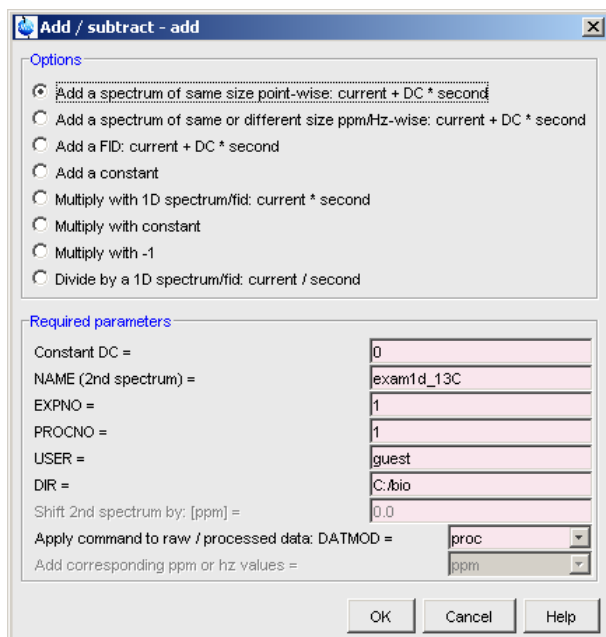 Add / subtract - add
Options
Add a spectrum of same size point-wise: current + DC * second
Add a spectrum of same or different size ppm/Hz-wise: current + DC * second
Add a FID: current + DC * second
Add a constant
Multiply with 1D spectrum/fid: current * second
Multiply with constant
Multiply with -1
Divide by a 1D spectrum/fid: current / second
Required parameters
Constant DC = 0
NAME (2nd spectrum) = exam1d_13C
EXPNO = 1
PROCNO = 1
USER = guest
DIR = C:/bio
Shift 2nd spectrum by: [ppm] = 0.0
Apply command to raw / processed data: DATMOD = proc
Add corresponding ppm or hz values = ppm
OK Cancel Help